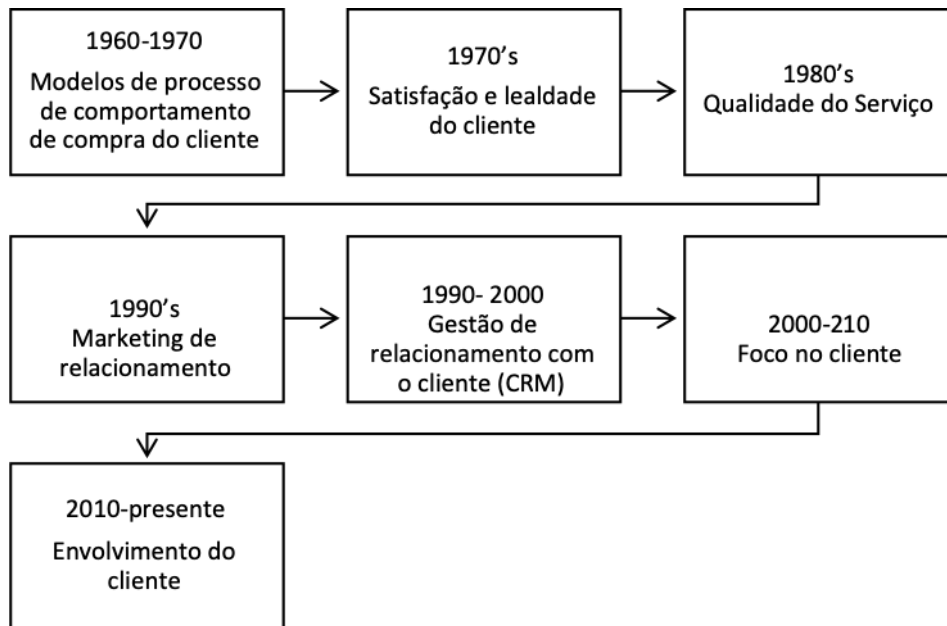 1960-1970
Modelos de processo
de comportamento
de compra do cliente
1970’s
Satisfação e lealdade
do cliente
1980’s
Qualidade do Serviço
1990’s
Marketing de
relacionamento
1990- 2000
Gestão de
relacionamento com
o cliente (CRM)
2000-210
Foco no cliente
2010-presente
Envolvimento do
cliente